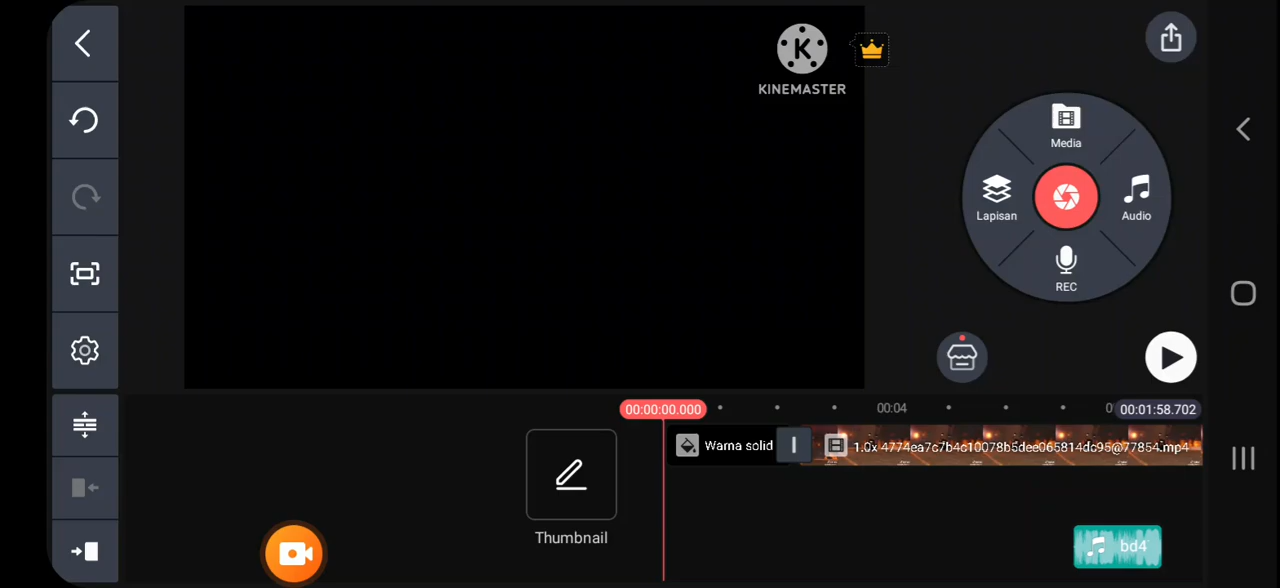 KINEMASTER
Media
Lapisan
Audio
REC
00:00:00.000
00:04
00:01:58.702
Warna solid
1.0x 4774ea7c7b4c10078b5dee065814dc95@77854.mp4
Thumbnail
bd4